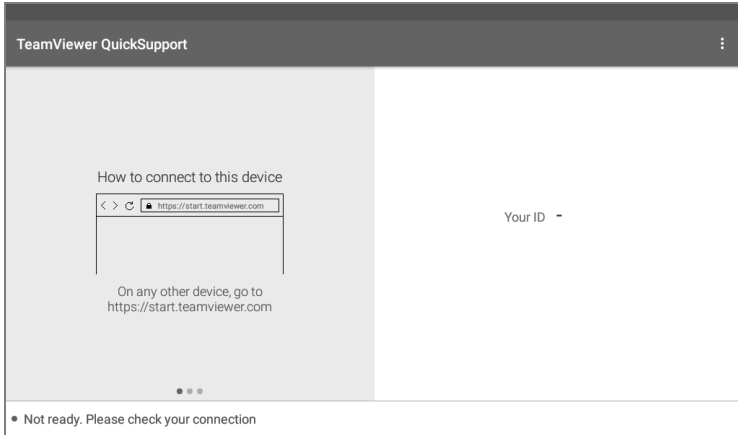 TeamViewer QuickSupport
How to connect to this device
https://start.teamviewer.com
On any other device, go to
https://start.teamviewer.com
Your ID -
Not ready. Please check your connection